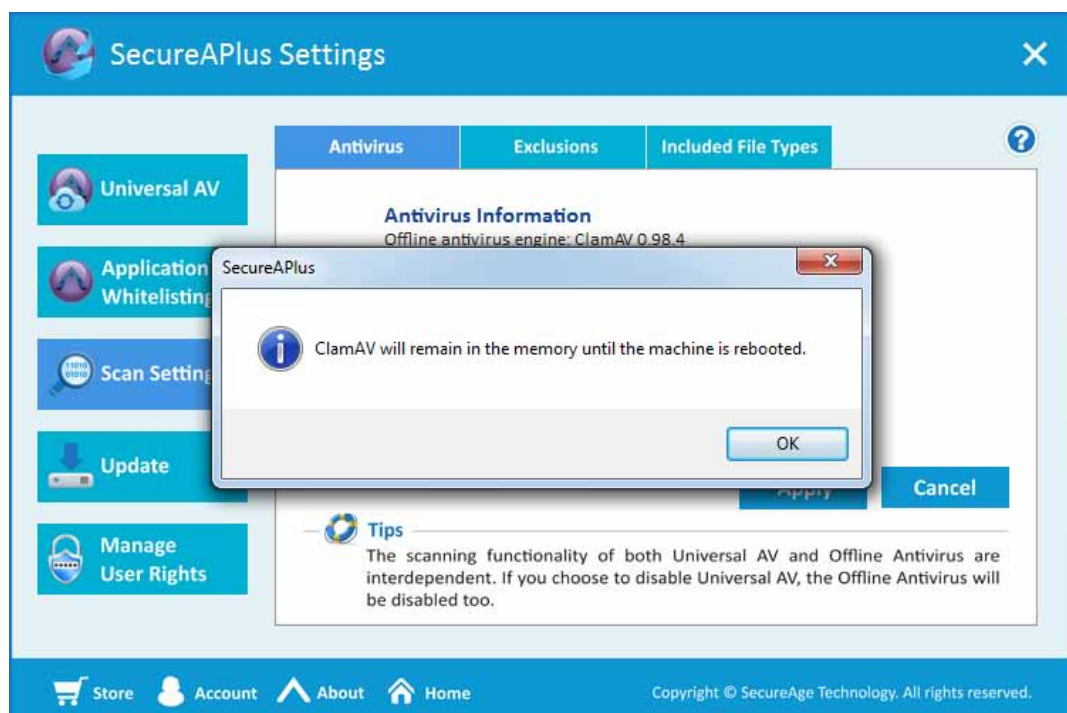 SecureAPlus Settings
Antivirus
Exclusions
Included File Types
Universal AV
Application
Whitelisting
Scan Setting
Update
Manage
User Rights
Antivirus Information
Offline antivirus engine: ClamAV 0.98.4
SecureAPlus
ClamAV will remain in the memory until the machine is rebooted.
OK
Apply
Cancel
Tips
The scanning functionality of both Universal AV and Offline Antivirus are
interdependent. If you choose to disable Universal AV, the Offline Antivirus will
be disabled too.
Store
Account
About
Home
Copyright © SecureAge Technology. All rights reserved.